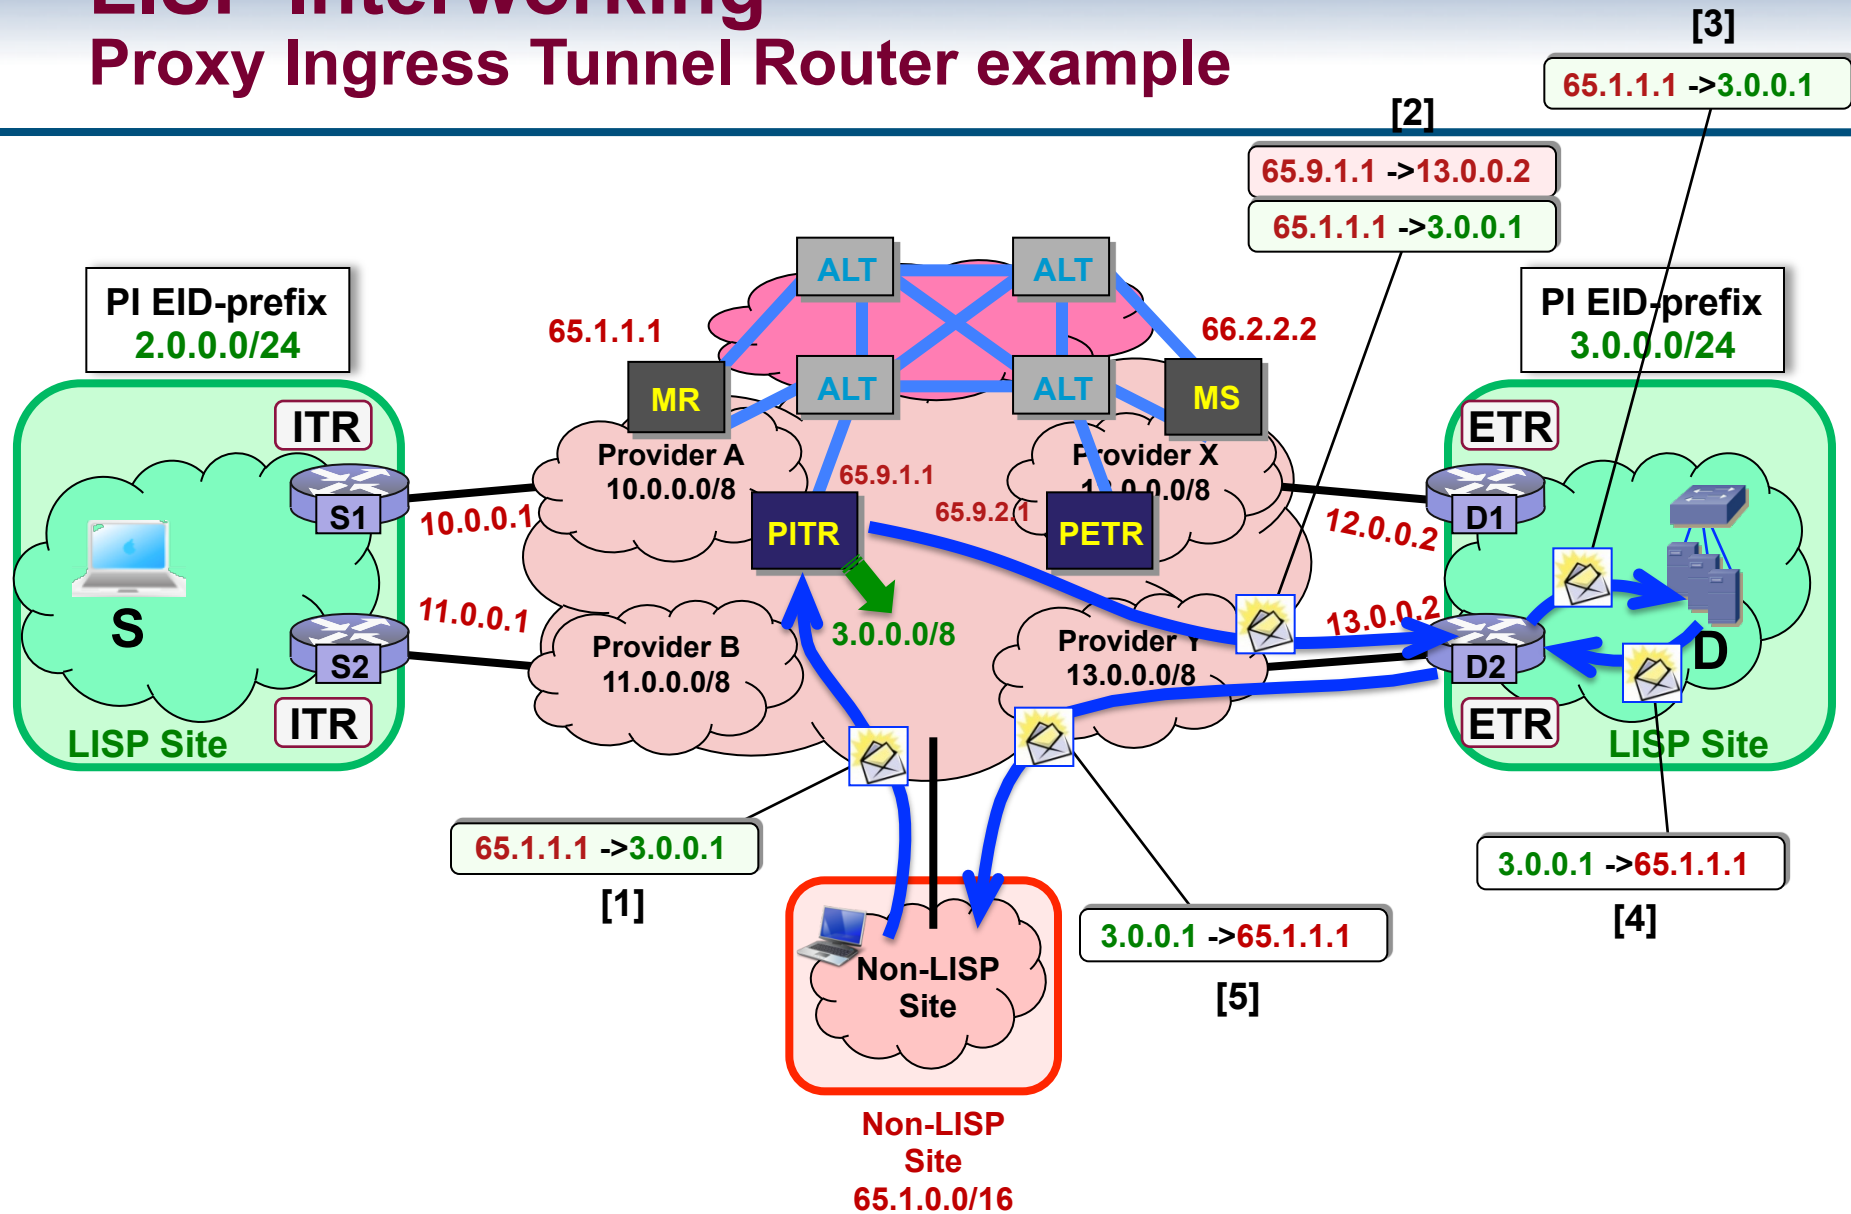 LISP Interworking
Proxy Ingress Tunnel Router example
[3]
65.1.1.1 ->3.0.0.1
[2]
65.9.1.1 ->13.0.0.2
65.1.1.1 ->3.0.0.1
PI EID-prefix
2.0.0.0/24
65.1.1.1
ALT
ALT
66.2.2.2
PI EID-prefix
3.0.0.0/24
MR
ALT
ALT
MS
ITR
ETR
Provider A
10.0.0.0/8
65.9.1.1
Provider X
65.9.2.1
S1
10.0.0.1
PITR
PETR
12.0.0.2
D1
S
11.0.0.1
3.0.0.0/8
13.0.0.2
S2
Provider B
11.0.0.0/8
Provider Y
13.0.0.0/8
D2
D
ITR
LISP Site
ETR
LISP Site
65.1.1.1 ->3.0.0.1
[1]
3.0.0.1 ->65.1.1.1
[4]
3.0.0.1 ->65.1.1.1
[5]
Non-LISP
Site
Non-LISP
Site
65.1.0.0/16